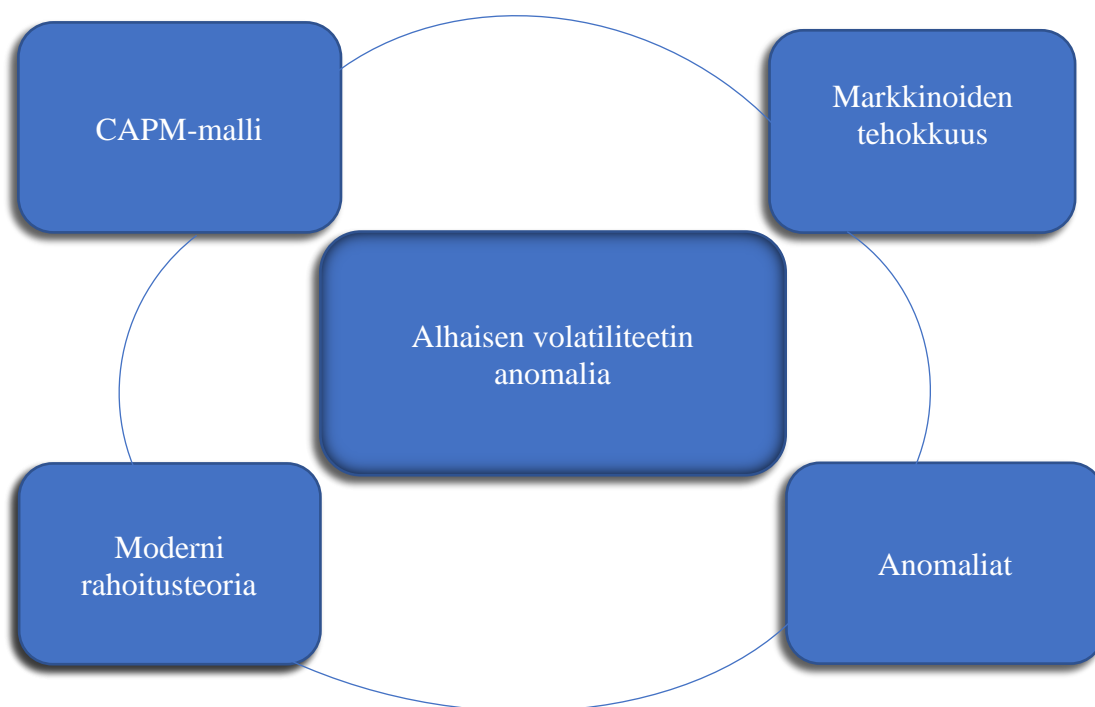 CAPM-malli
Markkinoiden
tehokkuus
Alhaisen volatiliteetin
anomalia
Moderni
rahoitusteoria
Anomaliat